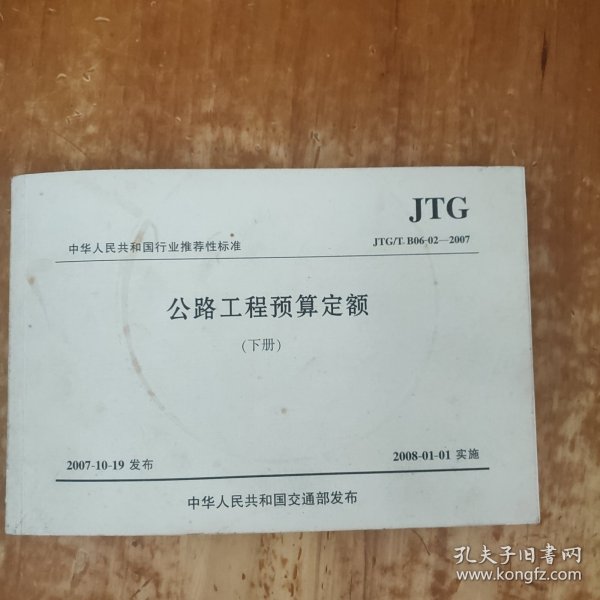 JTG
中华人民共和国行业推荐性标准
JTG/T B06-02—2007
公路工程预算定额
(下册)
2007-10-19 发布
2008-01-01 实施
中华人民共和国交通部发布
孔夫子旧书网
www.kongfz.com